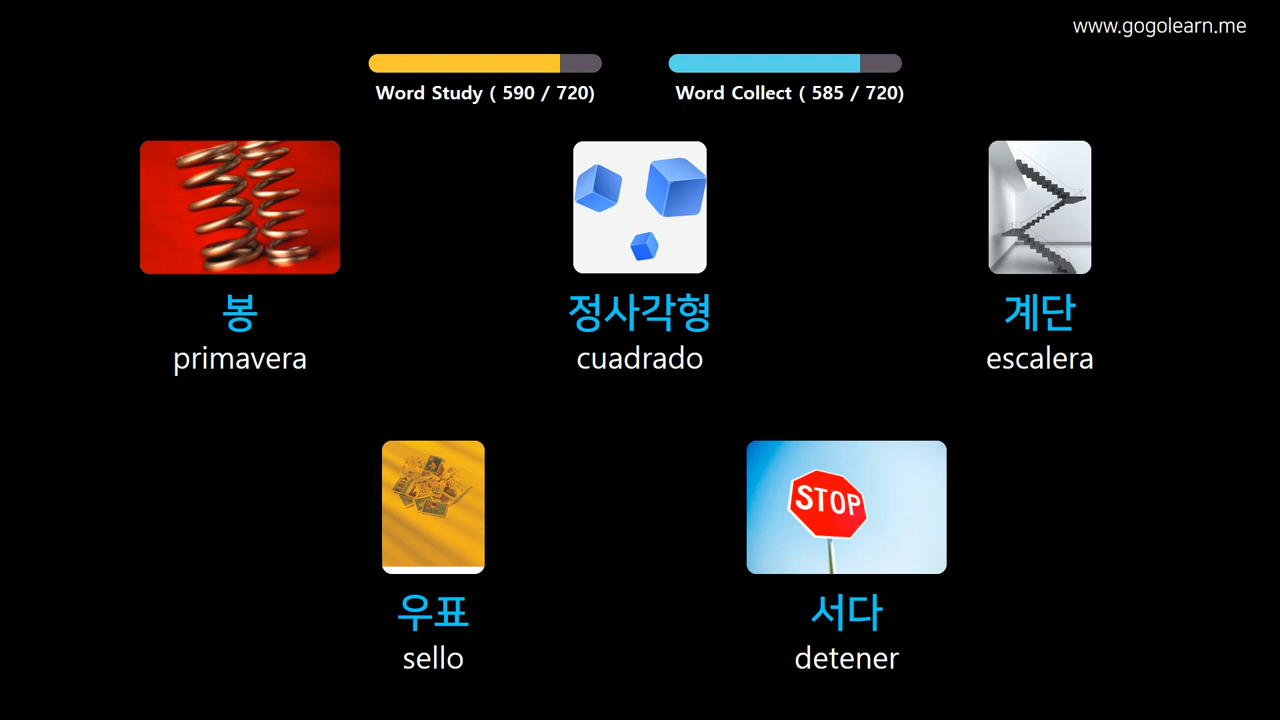 www.gogolearn.me
Word Study ( 590 / 720)
Word Collect ( 585 / 720)
봉
primavera
정사각형
cuadrado
계단
escalera
우표
sello
STOP
서다
detener